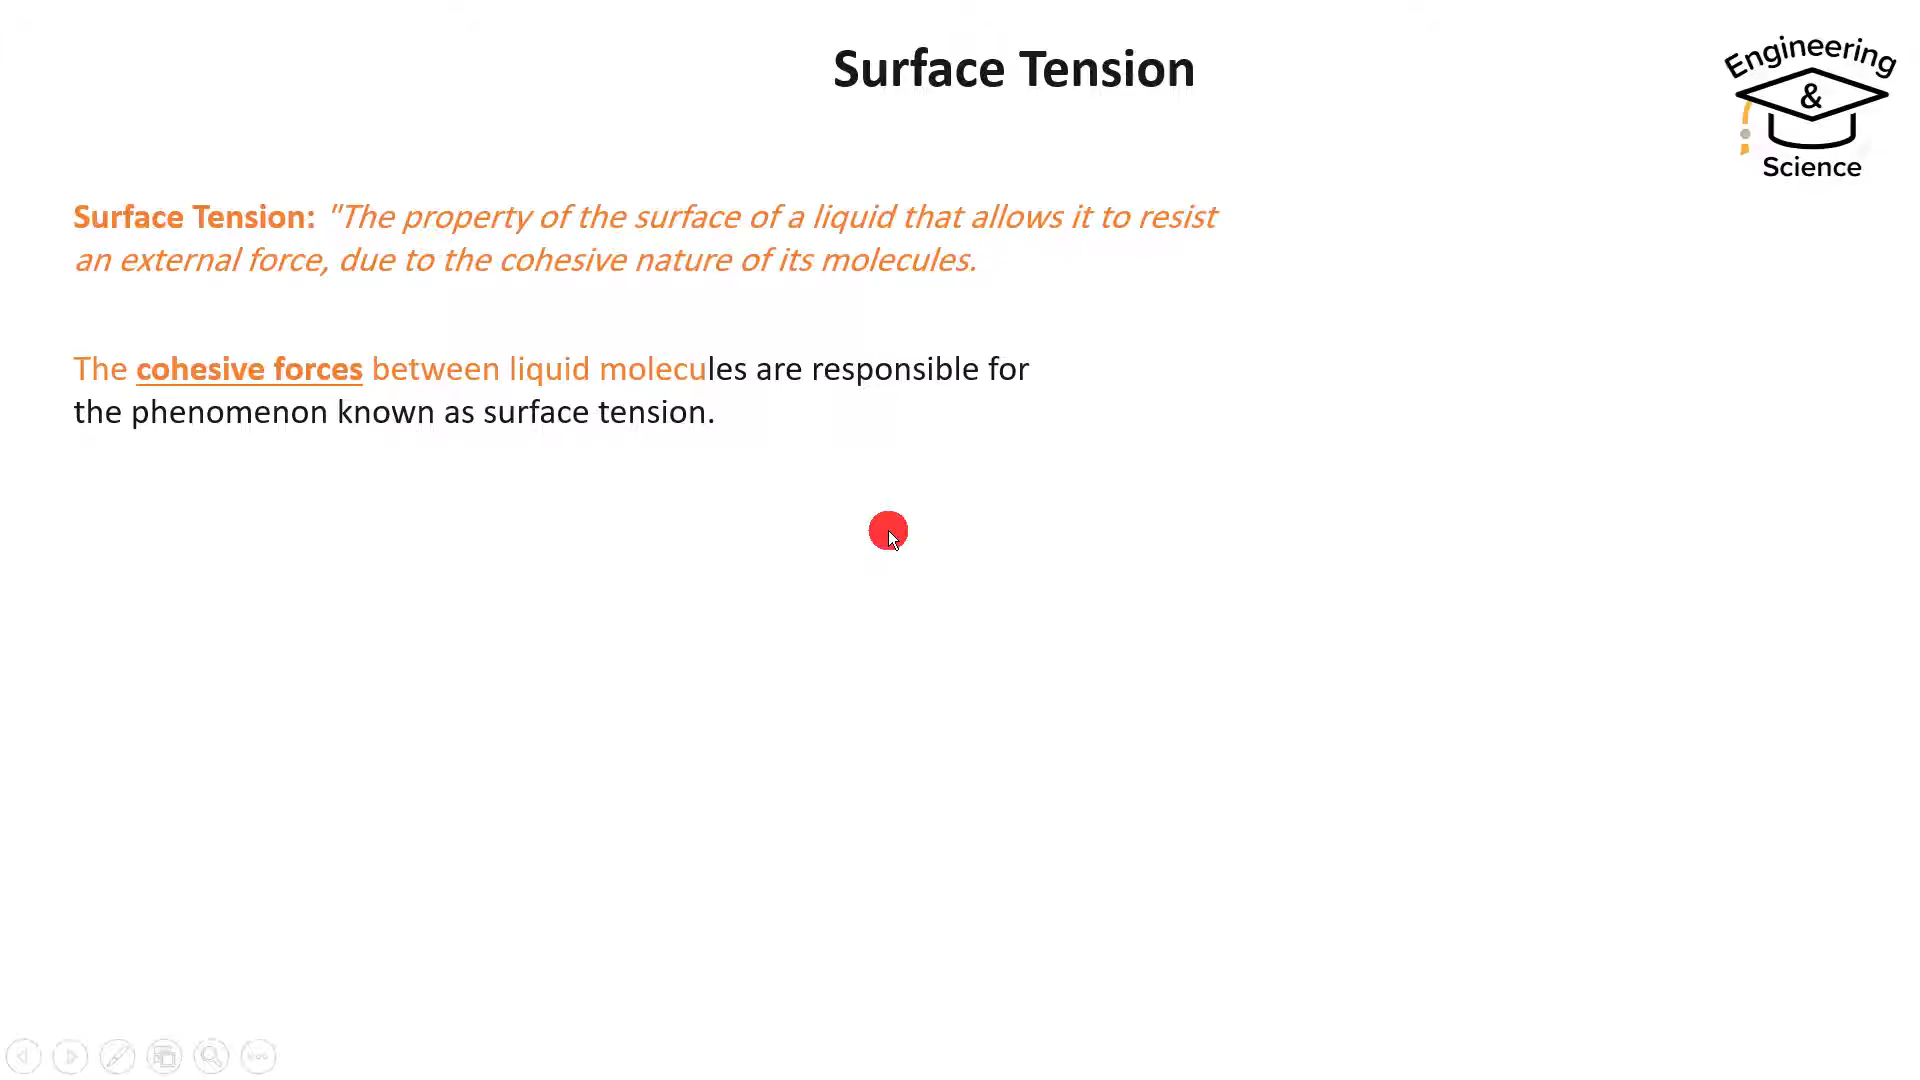 Surface Tension
Engineering
&
Science
Surface Tension: "The property of the surface of a liquid that allows it to resist
an external force, due to the cohesive nature of its molecules.
The cohesive forces between liquid molecules are responsible for
the phenomenon known as surface tension.